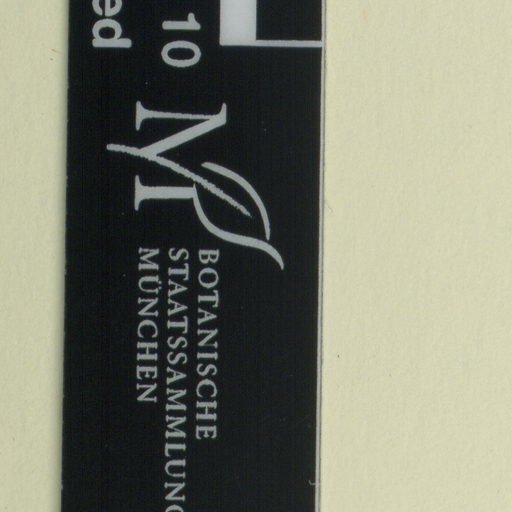 ed
10
BOTANISCHE
STAATSSAMMLUNG
MÜNCHEN